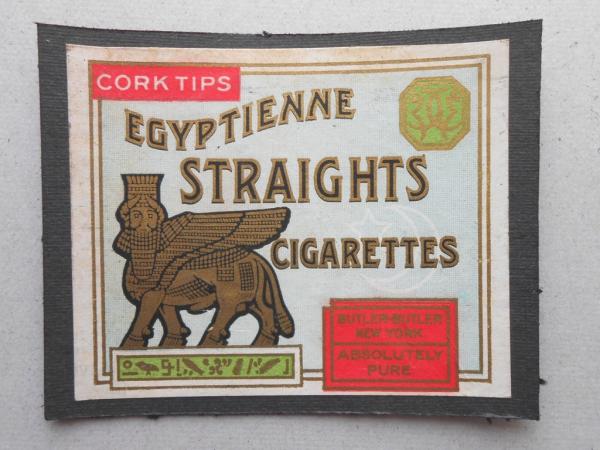 CORK TIPS
EGYPTIENNE
STRAIGHTS
CIGARETTES
BUTLER-BUTLER
NEW YORK.
ABSOLUTELY
PURE